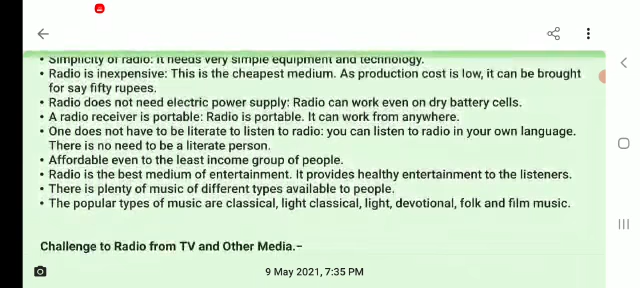 • Simplicity of radio: it needs very simple equipment and technology.
• Radio is inexpensive: This is the cheapest medium. As production cost is low, it can be brought
for say fifty rupees.
• Radio does not need electric power supply: Radio can work even on dry battery cells.
• A radio receiver is portable: Radio is portable. It can work from anywhere.
• One does not have to be literate to listen to radio: you can listen to radio in your own language.
There is no need to be a literate person.
• Affordable even to the least income group of people.
• Radio is the best medium of entertainment. It provides healthy entertainment to the listeners.
• There is plenty of music of different types available to people.
• The popular types of music are classical, light classical, light, devotional, folk and film music.
Challenge to Radio from TV and Other Media.–
9 May 2021, 7:35 PM